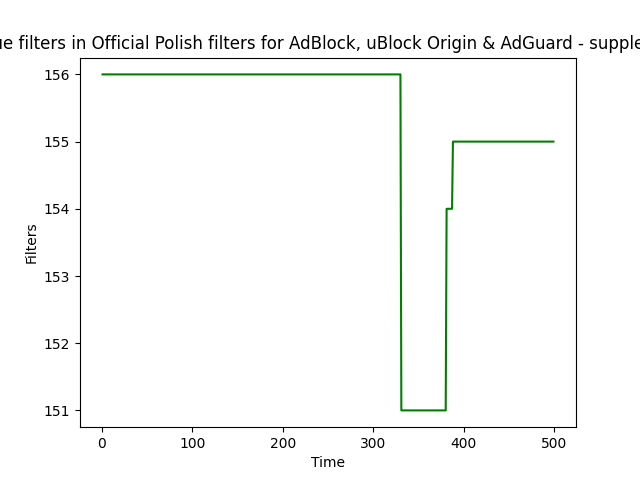 ue filters in Official Polish filters for AdBlock, uBlock Origin & AdGuard - supple
156
155
154
153
152
151
Filters
0 100 200 300 400 500
Time